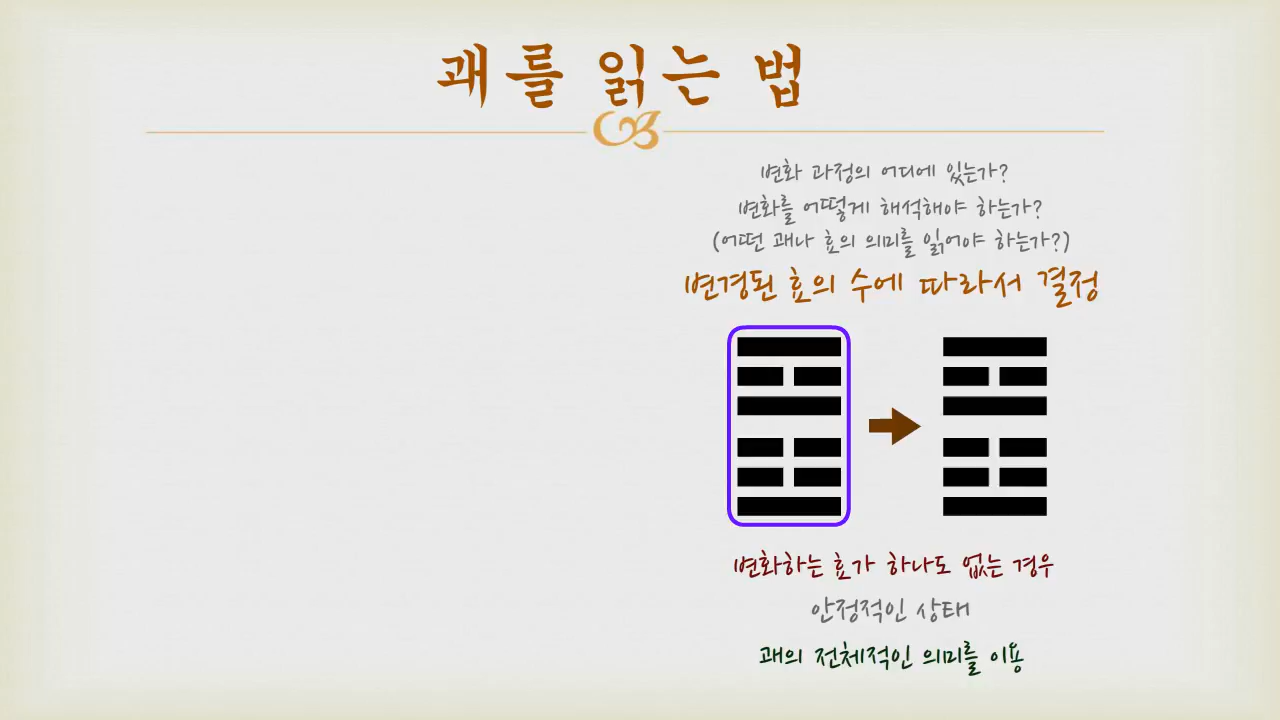 괘를 읽는 법
변화 과정의 어디에 있는가?
변화를 어떻게 해석해야 하는가?
(어떤 괘나 효의 의미를 읽어야 하는가?)
변경된 효의 수에 따라서 결정
변화하는 효가 하나도 없는 경우
안정적인 상태
괘의 전체적인 의미를 이용